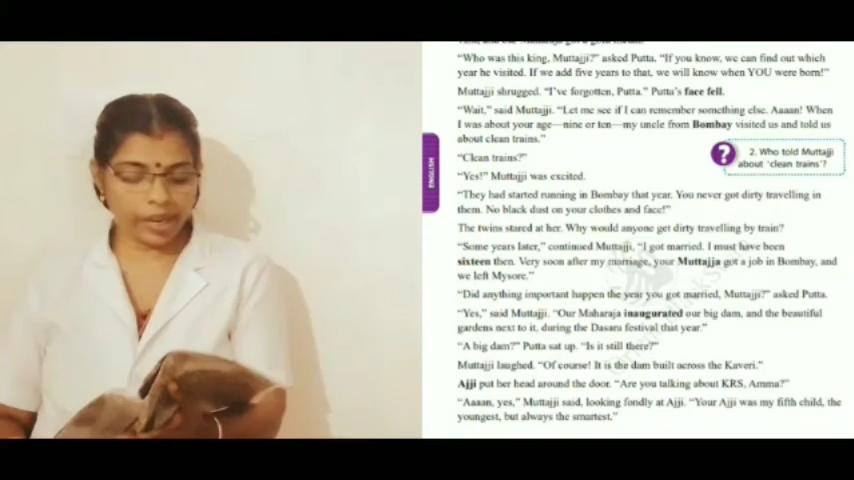 "Who was this king, Muttajji?" asked Putta. "If you know, we can find out which
year he visited. If we add five years to that, we will know when YOU were born!"
Muttajji shrugged. "I've forgotten, Putta." Putta's face fell.
"Wait," said Muttajji. "Let me see if I can remember something else. Aaaan! When
I was about your age—nine or ten—my uncle from Bombay visited us and told us
about clean trains."
"Clean trains?"
"Yes!" Muttajji was excited.
"They had started running in Bombay that year. You never got dirty travelling in
them. No black dust on your clothes and face!"
The twins stared at her. Why would anyone get dirty travelling by train?
"Some years later," continued Muttajji, "I got married. I must have been
sixteen then. Very soon after my marriage, your Muttajja got a job in Bombay, and
we left Mysore."
"Did anything important happen the year you got married, Muttajji?" asked Putta.
"Yes," said Muttajji. "Our Maharaja inaugurated our big dam, and the beautiful
gardens next to it, during the Dasara festival that year."
"A big dam?" Putta sat up. "Is it still there?"
Muttajji laughed. "Of course! It is the dam built across the Kaveri."
Ajji put her head around the door. "Are you talking about KRS, Amma?"
"Aaaan, yes," Muttajji said, looking fondly at Ajji. "Your Ajji was my fifth child, the
youngest, but always the smartest."
ENGLISH
?
2. Who told Muttajji
about 'clean trains'?